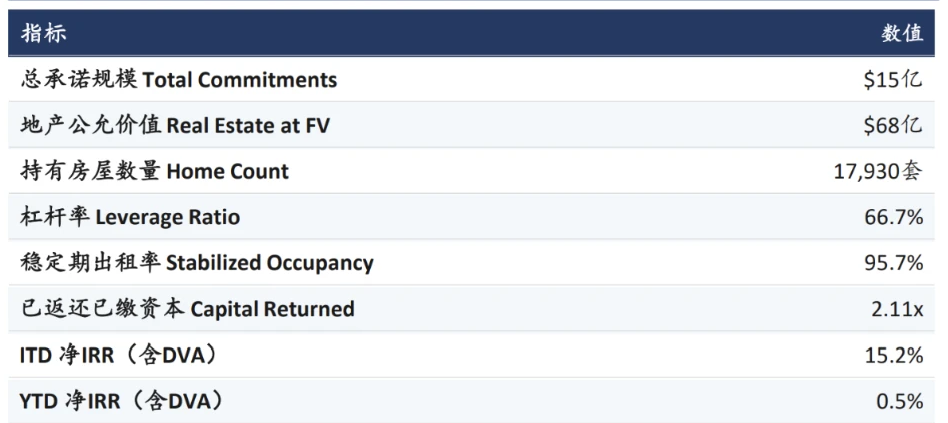 指标 数值
总承诺规模 Total Commitments $15亿
地产公允价值 Real Estate at FV $68亿
持有房屋数量 Home Count 17,930套
杠杆率 Leverage Ratio 66.7%
稳定期出租率 Stabilized Occupancy 95.7%
已返还已缴资本 Capital Returned 2.11x
ITD 净IRR（含DVA） 15.2%
YTD 净IRR（含DVA） 0.5%